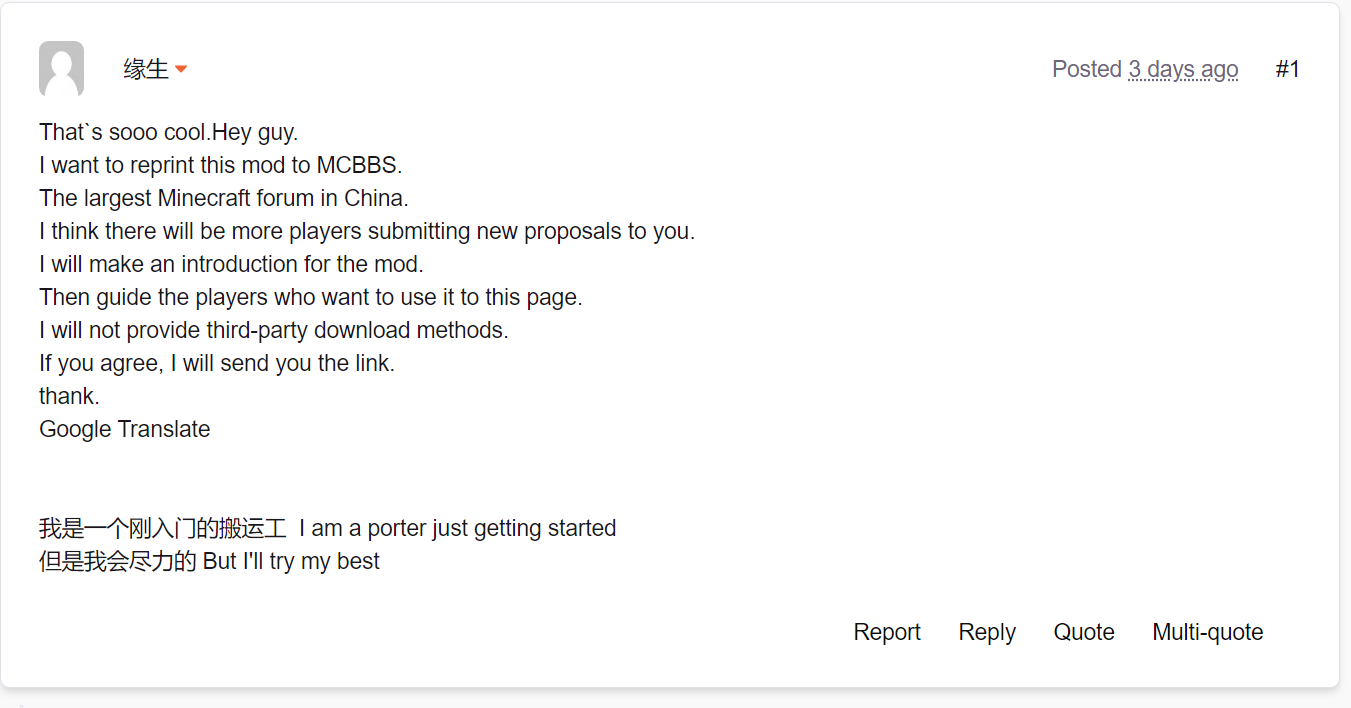 缘生
Posted 3 days ago #1
That`s sooo cool.Hey guy.
I want to reprint this mod to MCBBS.
The largest Minecraft forum in China.
I think there will be more players submitting new proposals to you.
I will make an introduction for the mod.
Then guide the players who want to use it to this page.
I will not provide third-party download methods.
If you agree, I will send you the link.
thank.
Google Translate
我是一个刚入门的搬运工 I am a porter just getting started
但是我会尽力的 But I'll try my best
Report Reply Quote Multi-quote